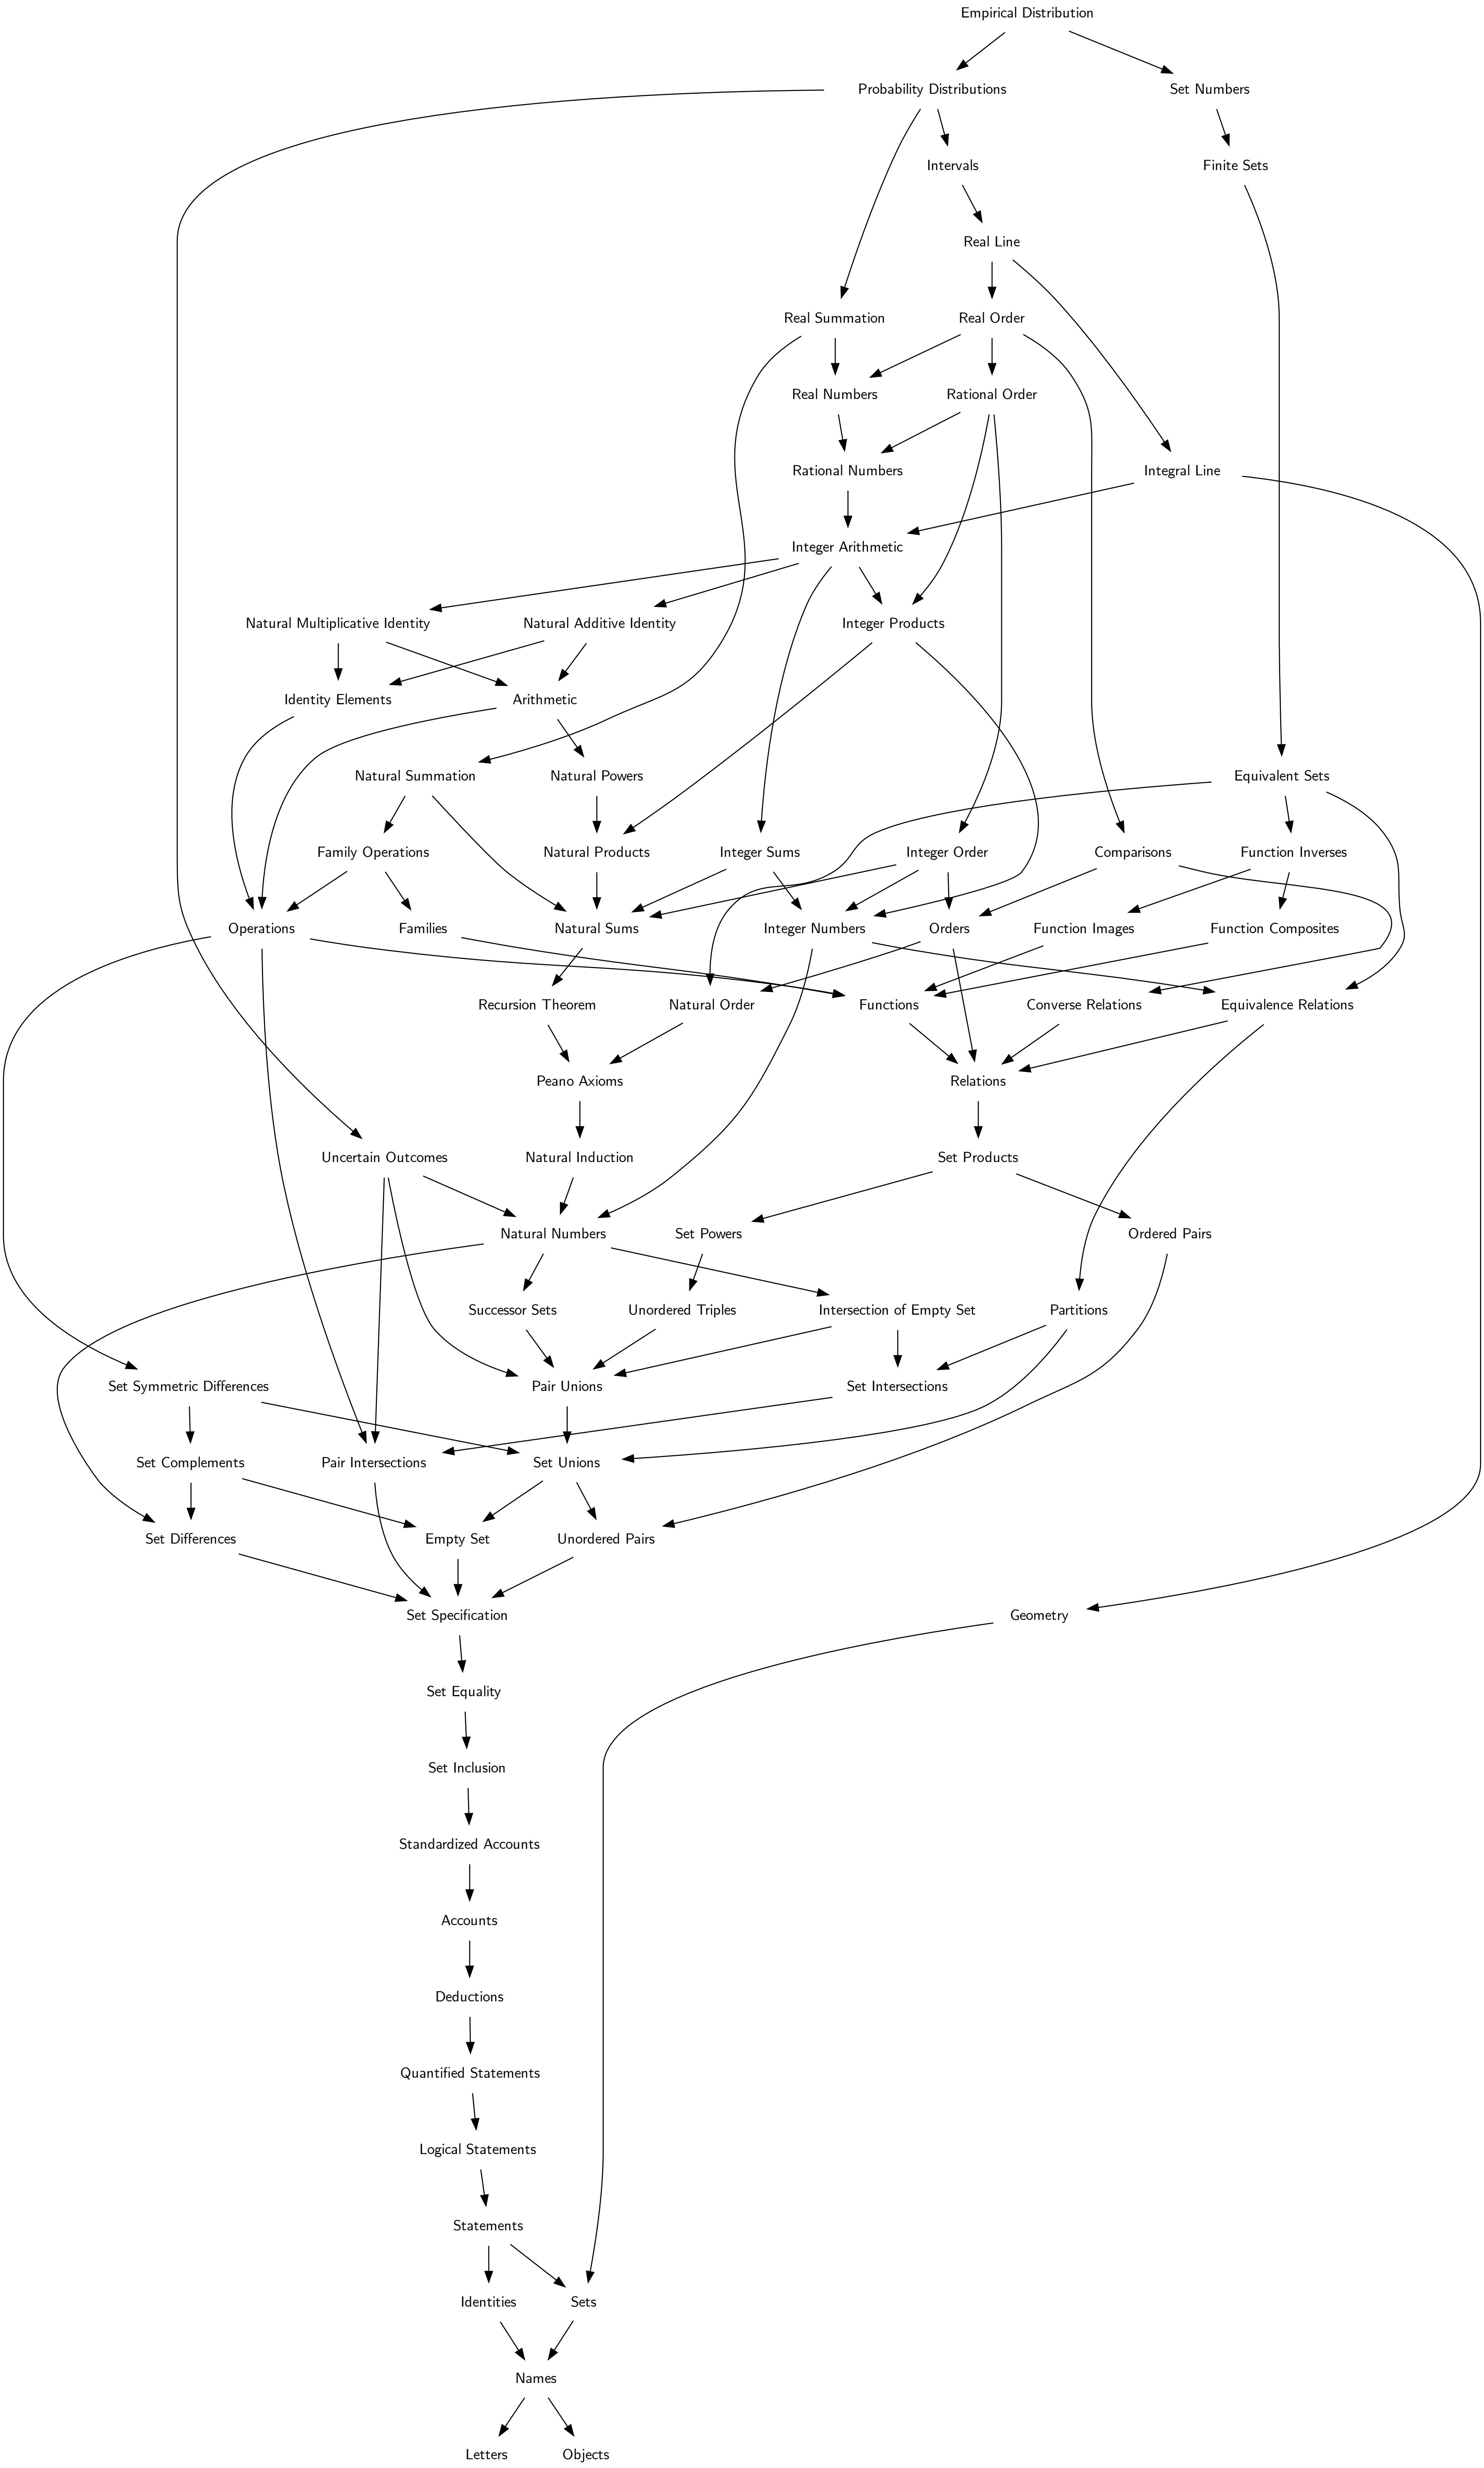 Empirical Distribution
Probability Distributions
Set Numbers
Intervals
Finite Sets
Real Line
Real Summation
Real Order
Real Numbers
Rational Order
Rational Numbers
Integral Line
Integer Arithmetic
Natural Multiplicative Identity
Natural Additive Identity
Integer Products
Identity Elements
Arithmetic
Natural Summation
Natural Powers
Equivalent Sets
Family Operations
Natural Products
Integer Sums
Integer Order
Comparisons
Function Inverses
Operations
Families
Natural Sums
Integer Numbers
Orders
Function Images
Function Composites
Recursion Theorem
Natural Order
Functions
Converse Relations
Equivalence Relations
Peano Axioms
Relations
Uncertain Outcomes
Natural Induction
Set Products
Natural Numbers
Set Powers
Ordered Pairs
Successor Sets
Unordered Triples
Intersection of Empty Set
Partitions
Set Symmetric Differences
Pair Unions
Set Intersections
Set Complements
Pair Intersections
Set Unions
Set Differences
Empty Set
Unordered Pairs
Set Specification
Geometry
Set Equality
Set Inclusion
Standardized Accounts
Accounts
Deductions
Quantified Statements
Logical Statements
Statements
Identities
Sets
Names
Letters
Objects